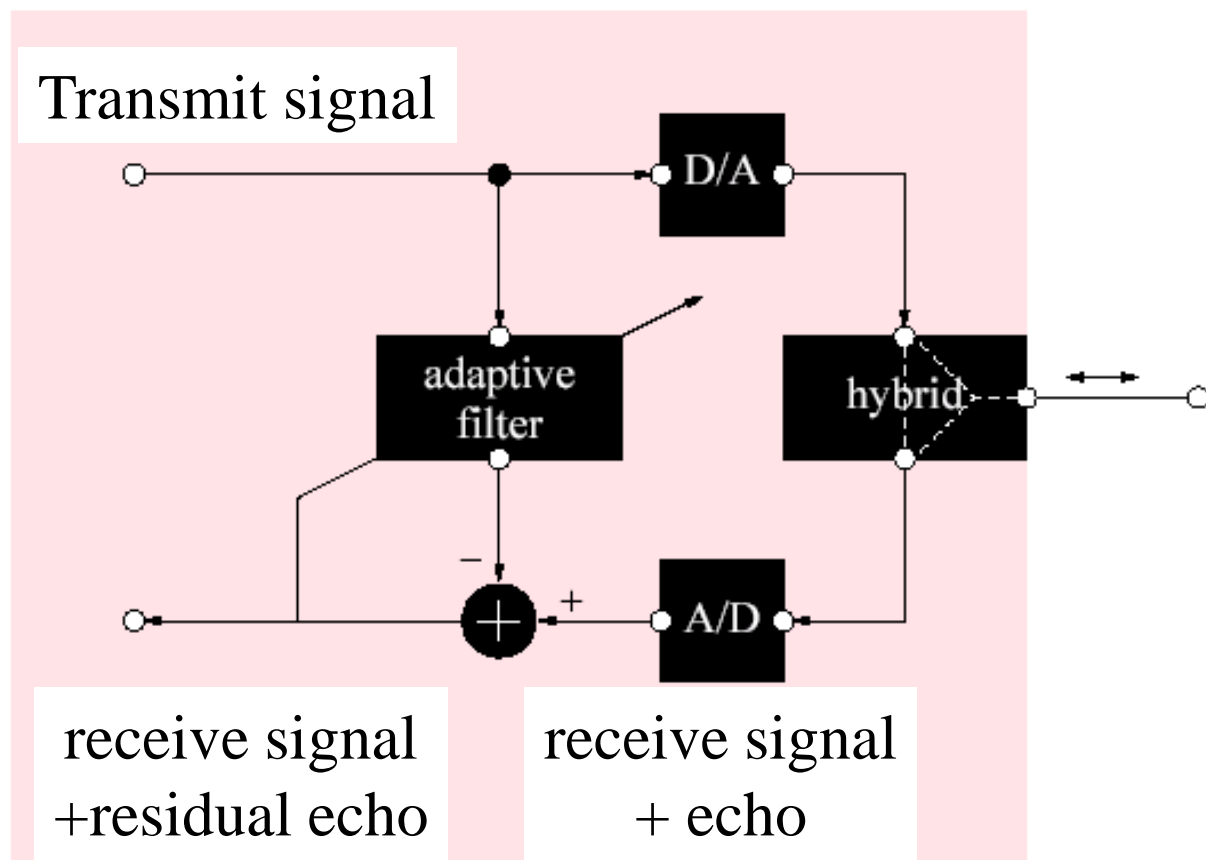 Transmit signal
D/A
adaptive
filter
hybrid
−
+
+
A/D
receive signal
+residual echo
receive signal
+ echo